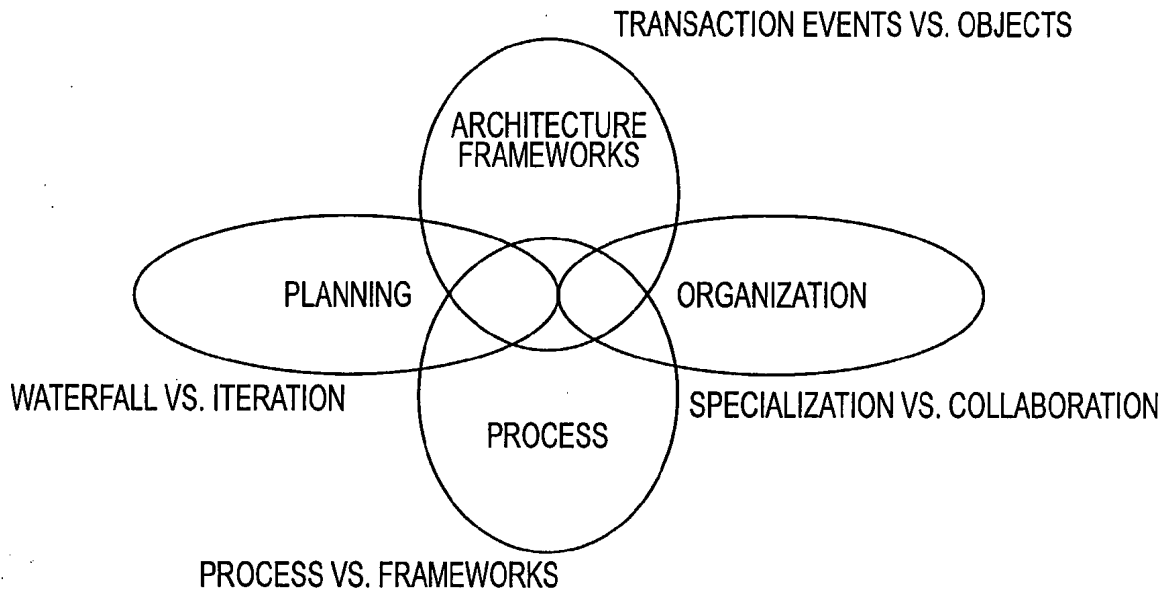 TRANSACTION EVENTS VS. OBJECTS
ARCHITECTURE
FRAMEWORKS
PLANNING
ORGANIZATION
WATERFALL VS. ITERATION
SPECIALIZATION VS. COLLABORATION
PROCESS
PROCESS VS. FRAMEWORKS